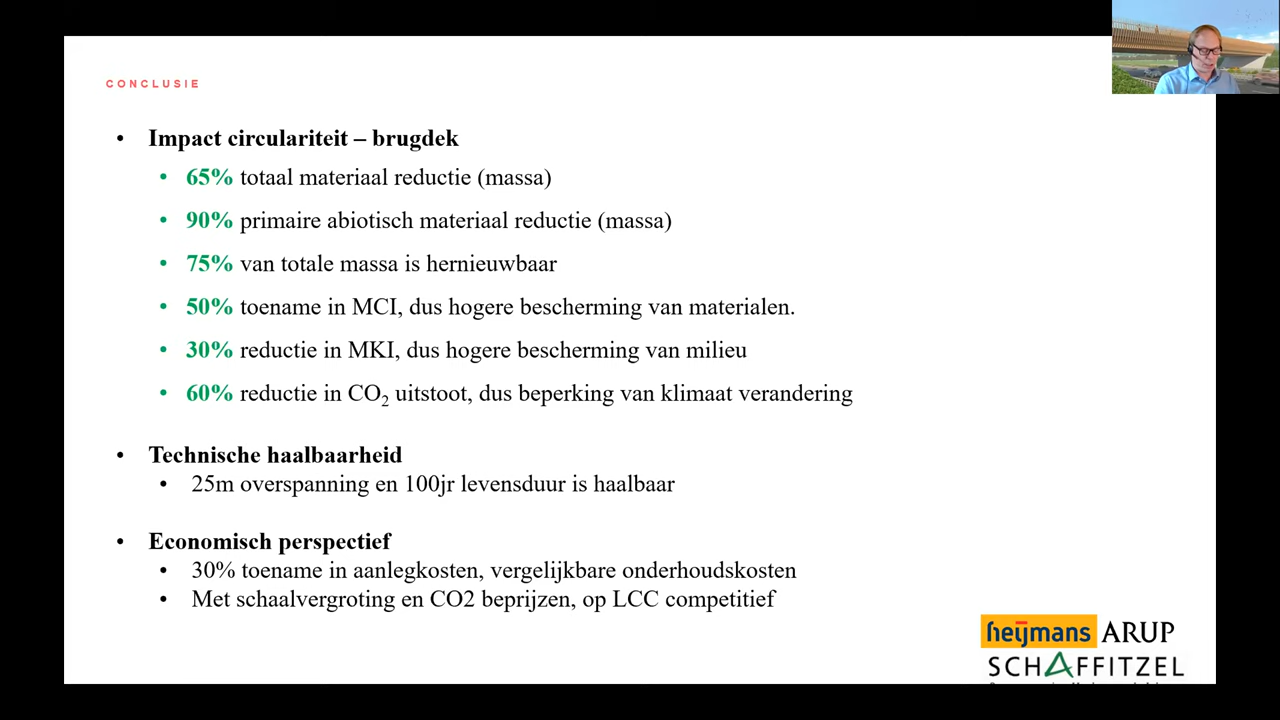 CONCLUSIE
• Impact circulariteit – brugdek
• 65% totaal materiaal reductie (massa)
• 90% primaire abiotisch materiaal reductie (massa)
• 75% van totale massa is hernieuwbaar
• 50% toename in MCI, dus hogere bescherming van materialen.
• 30% reductie in MKI, dus hogere bescherming van milieu
• 60% reductie in CO2 uitstoot, dus beperking van klimaat verandering
• Technische haalbaarheid
• 25m overspanning en 100jr levensduur is haalbaar
• Economisch perspectief
• 30% toename in aanlegkosten, vergelijkbare onderhoudskosten
• Met schaalvergroting en CO2 beprijzen, op LCC competitief
heijmans ARUP
SCHAFFITZEL